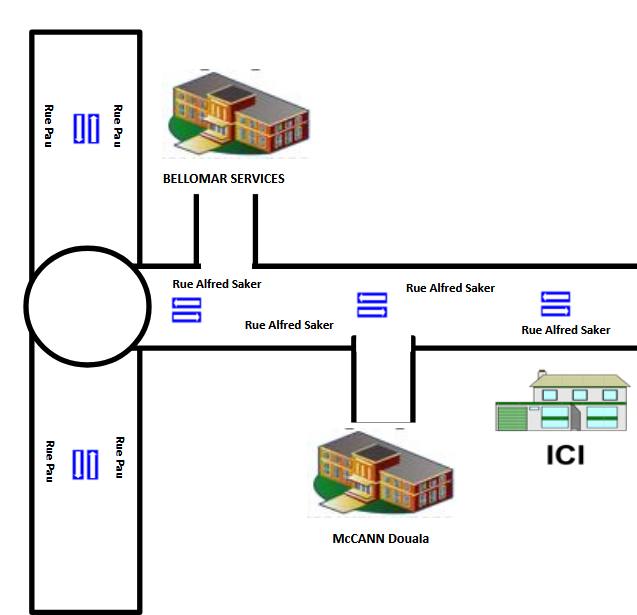 Rue Pau
Rue Pau
BELLOMAR SERVICES
Rue Alfred Saker
Rue Alfred Saker
Rue Alfred Saker
Rue Alfred Saker
Rue Pau
Rue Pau
ICI
McCANN Douala